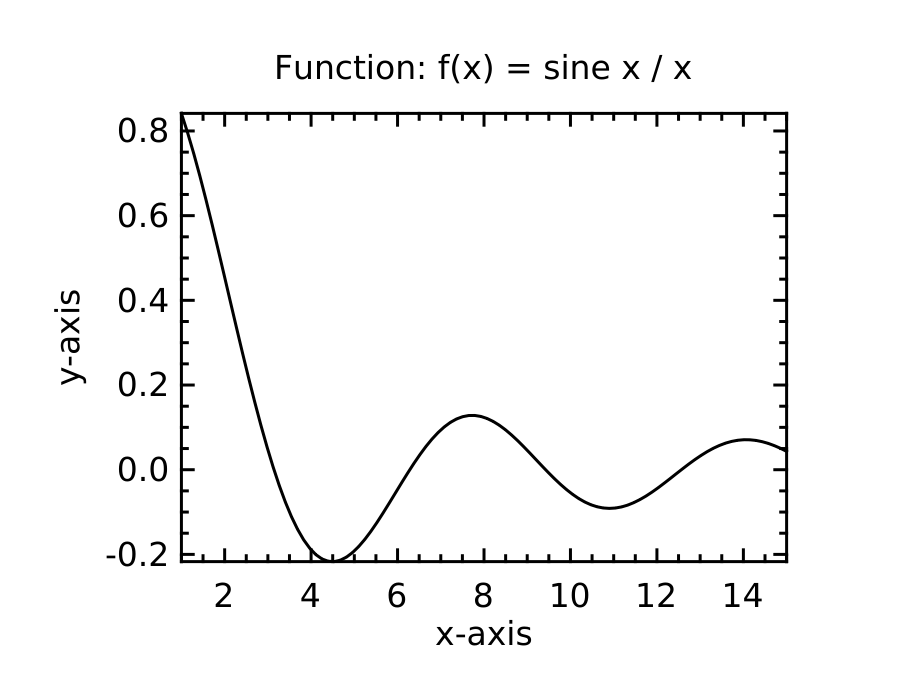 Function: f(x) = sine x / x
0.8
0.6
0.4
0.2
0.0
-0.2
y-axis
2 4 6 8 10 12 14
x-axis